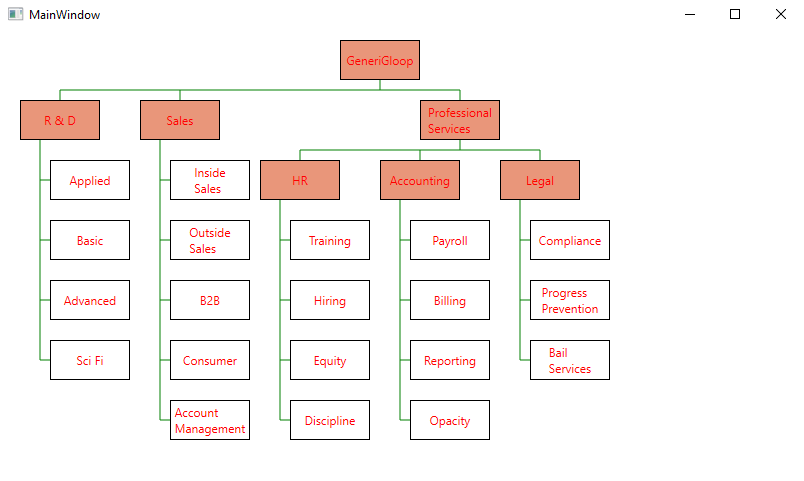 MainWindow
GeneriGloop
R & D
Sales
Professional
Services
Applied
Inside
Sales
HR
Accounting
Legal
Basic
Outside
Sales
Training
Payroll
Compliance
Advanced
B2B
Hiring
Billing
Progress
Prevention
Sci Fi
Consumer
Equity
Reporting
Bail
Services
Account
Management
Discipline
Opacity